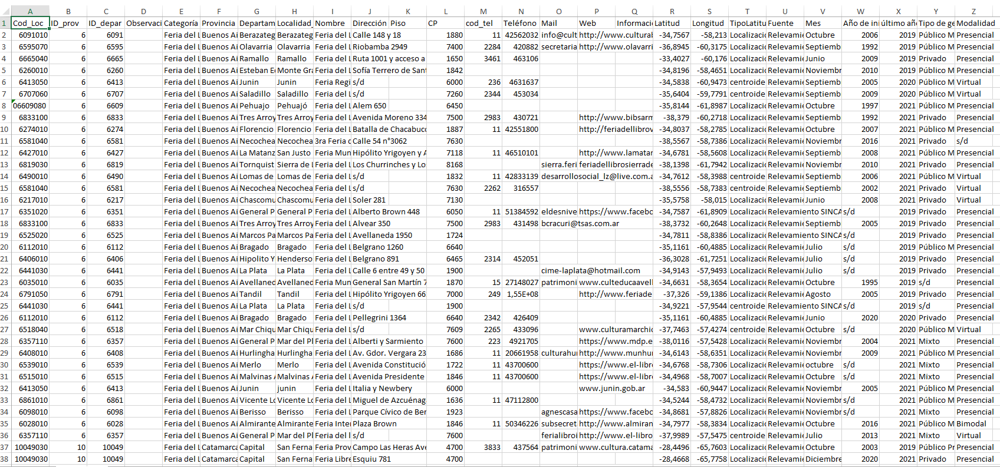 A B C D E F G H I J K L M N O P Q R S T U V W X Y Z
1 Cod_Loc ID_prov ID_depar Observaci Categoría Provincia Departam Localidad_ Nombre Dirección Piso CP cod_tel Teléfono Mail Web Informacio Latitud Longitud TipoLatitu Fuente Mes Año de ini último año Tipo de ge Modalidad
2 6091010 6 6091 Feria del L Buenos Ai Berazateg Berazateg Feria del L Calle 148 y 18 1880 11 42562032 info@cult http://www.cultural -34,7567 -58,213 Localizacio Relevamie Octubre 2006 2019 Público M Presencial
3 6595070 6 6595 Feria del L Buenos Ai Olavarria Olavarria Feria del L Riobamba 2949 7400 2284 420882 secretaria http://www.olavarri -36,8945 -60,3175 Localizacio Relevamie Septiemb 1992 2019 Público M Presencial
4 6665040 6 6665 Feria del L Buenos Ai Ramallo Ramallo Feria del L Ruta 1001 y acceso a 1650 3461 463106 -33,4027 -60,176 Localizacio Relevamie Junio 2009 2019 Privado Presencial
5 6260010 6 6260 Feria del L Buenos Ai Esteban Ec Monte Gra Feria del L Sofía Terrero de Sant 1842 -34,8196 -58,4651 Localizacio Relevamie Noviembr 2010 2019 Público M Presencial
6 6413050 6 6413 Feria del L Buenos Ai Junin Junin Feria Regi s/d 6000 236 4631637 -34,5838 -60,9473 centroide Relevamie Septiemb 2005 2020 Público M Virtual
7 6707060 6 6707 Feria del L Buenos Ai Saladillo Saladillo Feria del L s/d 7260 2344 453034 -35,6404 -59,7791 centroide Relevamie Septiemb 2009 2020 Público M Virtual
8 06609080 6 6609 Feria del L Buenos Ai Pehuajo Pehuajó Feria del L Alem 650 6450 -35,8144 -61,8987 Localizacio Relevamie Octubre 1997 2021 Público M Presencial
9 6833100 6 6833 Feria del L Buenos Ai Tres Arroy Tres Arroy Feria del L Avenida Moreno 334 7500 2983 430721 http://www.bibsarm -38,379 -60,2718 Localizacio Relevamie Septiemb 1992 2021 Privado Presencial
10 6274010 6 6274 Feria del L Buenos Ai Florencio Florencio Feria del L Batalla de Chacabuco 1887 11 42551800 http://feriadellibrov -34,8037 -58,2785 Localizacio Relevamie Octubre 2007 2021 Público M Presencial
11 6581040 6 6581 Feria del L Buenos Ai Necochea Necochea 3ra Feria d Calle 54 n°3062 7630 -38,5567 -58,7386 Localizacio Relevamie Noviembr 2016 2021 Privado s/d
12 6427010 6 6427 Feria del L Buenos Ai La Matanz San Justo Feria Mun Hipólito Yrigoyen y A 7118 11 46510101 http://www.lamatar -34,6781 -58,5608 Localizacio Relevamie Septiemb 2008 2021 Público M Presencial
13 6819030 6 6819 Feria del L Buenos Ai Tornquist Sierra de l Feria del L Los Churrinches y Lo 8168 sierra.feri feriadellibrosierrade -38,1398 -61,7942 Localizacio Relevamie Noviembr 2010 2021 Privado Presencial
14 6490010 6 6490 Feria del L Buenos Ai Lomas de Lomas de Feria del L s/d 1832 11 42833139 desarrollosocial_lz@live.com.a -34,7612 -58,3988 centroide Relevamie Septiemb 2006 2021 Público M Virtual
15 6581040 6 6581 Feria del L Buenos Ai Necochea Necochea Feria del L s/d 7630 2262 316557 -38,5556 -58,7383 centroide Relevamie Septiemb 2002 2021 Privado Virtual
16 6217010 6 6217 Feria del L Buenos Ai Chascomu Chascomu Feria del L Soler 281 7130 -35,5758 -58,015 Localizacio Relevamie Junio 2008 2021 Privado Virtual
17 6351020 6 6351 Feria del L Buenos Ai General P General P Feria del L Alberto Brown 448 6050 11 51384592 eldesnive https://www.facebo -34,7587 -61,8909 Localizacio Relevamiento SINCA s/d 2019 Privado Presencial
18 6833100 6 6833 Feria del L Buenos Ai Tres Arroy Tres Arroy Feria del L Alvear 350 7500 2983 431498 bcracuri@tsas.com.ar -38,3732 -60,2648 Localizacio Relevamie Septiemb 2005 2019 Privado Presencial
19 6525020 6 6525 Feria del L Buenos Ai Marcos Pa Marcos Pa Feria del L Avellaneda 1950 1724 -34,7811 -58,8386 Localizacio Relevamiento SINCA s/d 2019 Privado Presencial
20 6112010 6 6112 Feria del L Buenos Ai Bragado Bragado Feria del L Belgrano 1260 6640 -35,1161 -60,4885 Localizacio Relevamie Julio s/d 2019 Público M Presencial
21 6406010 6 6406 Feria del L Buenos Ai Hipolito Y Henderso Feria del L Belgrano 891 6465 2314 452051 -36,3028 -61,7251 Localizacio Relevamie Julio s/d 2019 Privado Presencial
22 6441030 6 6441 Feria del L Buenos Ai La Plata La Plata Feria del L Calle 6 entre 49 y 50 1900 cime-laplata@hotmail.com -34,9143 -57,9493 Localizacio Relevamie Julio s/d 2019 Privado Presencial
23 6035010 6 6035 Feria del L Buenos Ai Avellaned Avellaned Feria Mun General San Martín 7 1870 15 27148027 patrimoni www.culteducaavell -34,6631 -58,3654 Localizacio Relevamie Octubre 1995 2019 s/d Presencial
24 6791050 6 6791 Feria del L Buenos Ai Tandil Tandil Feria del L Hipólito Yrigoyen 66 7000 249 1,55E+08 http://www.feriade -37,326 -59,1386 Localizacio Relevamie Agosto 2005 2019 Privado Presencial
25 6441030 6 6441 Feria del L Buenos Ai La Plata La Plata Feria del L s/d 1900 -34,9221 -57,9544 centroide Relevamiento SINCA s/d 2019 s/d Presencial
26 6112010 6 6112 Feria del L Buenos Ai Bragado Bragado Feria del L Pellegrini 1364 6640 2342 426409 -35,1161 -60,4885 Localizacio Relevamie Junio 2020 2020 Privado Presencial
27 6518040 6 6518 Feria del L Buenos Ai Mar Chiqu Mar Chiqu Feria del L s/d 7609 2265 433096 www.culturamarchic -37,7463 -57,4274 centroide Relevamie Octubre s/d 2020 Público M Virtual
28 6357110 6 6357 Feria del L Buenos Ai General P Mar del Pl Feria del L Alberti y Sarmiento 7600 223 4921705 https://www.mdp.e -38,0116 -57,5428 Localizacio Relevamie Noviembr 2004 2021 Mixto Presencial
29 6408010 6 6408 Feria del L Buenos Ai Hurlingha Hurlingha Feria del L Av. Gdor. Vergara 23 1686 11 20661958 culturahu http://www.munhu -34,6143 -58,6351 Localizacio Relevamie Noviembr 2009 2021 Público M Presencial
30 6539010 6 6539 Feria del L Buenos Ai Merlo Merlo Feria del L Avenida Constitució 1722 11 43700600 https://www.el-libro -34,6768 -58,7306 Localizacio Relevamie octubre s/d 2021 Mixto Presencial
31 6515010 6 6515 Feria del L Buenos Ai Malvinas A Malvinas A Feria del L Avenida Presidente 1846 11 43700600 https://www.el-libro -34,4968 -58,7007 Localizacio Relevamie Octubre s/d 2021 Mixto Presencial
32 6413050 6 6413 Feria del L Buenos Ai Junin junin Feria del L Italia y Newbery 6000 www.junin.gob.ar -34,583 -60,9447 Localizacio Relevamie Noviembr 2005 2021 Público M Presencial
33 6861010 6 6861 Feria del L Buenos Ai Vicente Lo Vicente Lo Feria del L Miguel de Azcuénag 1636 11 47112800 -34,5244 -58,4732 Localizacio Relevamie Noviembr s/d 2021 Público M Presencial
34 6098010 6 6098 Feria del L Buenos Ai Berisso Berisso Feria del L Parque Cívico de Ber 1923 agnescasa https://www.facebo -34,8681 -57,8826 Localizacio Relevamie Noviembr s/d 2021 Mixto Presencial
35 6028010 6 6028 Feria del L Buenos Ai Almirante Almirante Feria Inter Plaza Brown 1846 11 50346226 subsecret http://www.almiran -34,7977 -58,3834 Localizacio Relevamie Octubre 2016 2021 Público M Bimodal
36 6357110 6 6357 Feria del L Buenos Ai General P Mar del Pl Feria del l s/d 7600 ferialibroi http://www.el-libro -37,9989 -57,5475 centroide Relevamie Julio 2013 2021 Mixto Virtual
37 10049030 10 10049 Feria del L Catamarca Capital San Ferna Feria Prov Campo Las Heras Ave 4700 3833 437564 patrimoni www.cultura.catama -28,4496 -65,7603 Localizacio Relevamie Octubre 2003 2019 Público Pr Presencial
38 10049030 10 10049 Feria del L Catamarca Capital San Ferna Feria Libre Esquiu 781 4700 -28,4668 -65,7758 Localizacio Relevamie Diciembre 2020 2021 Privado Presencial